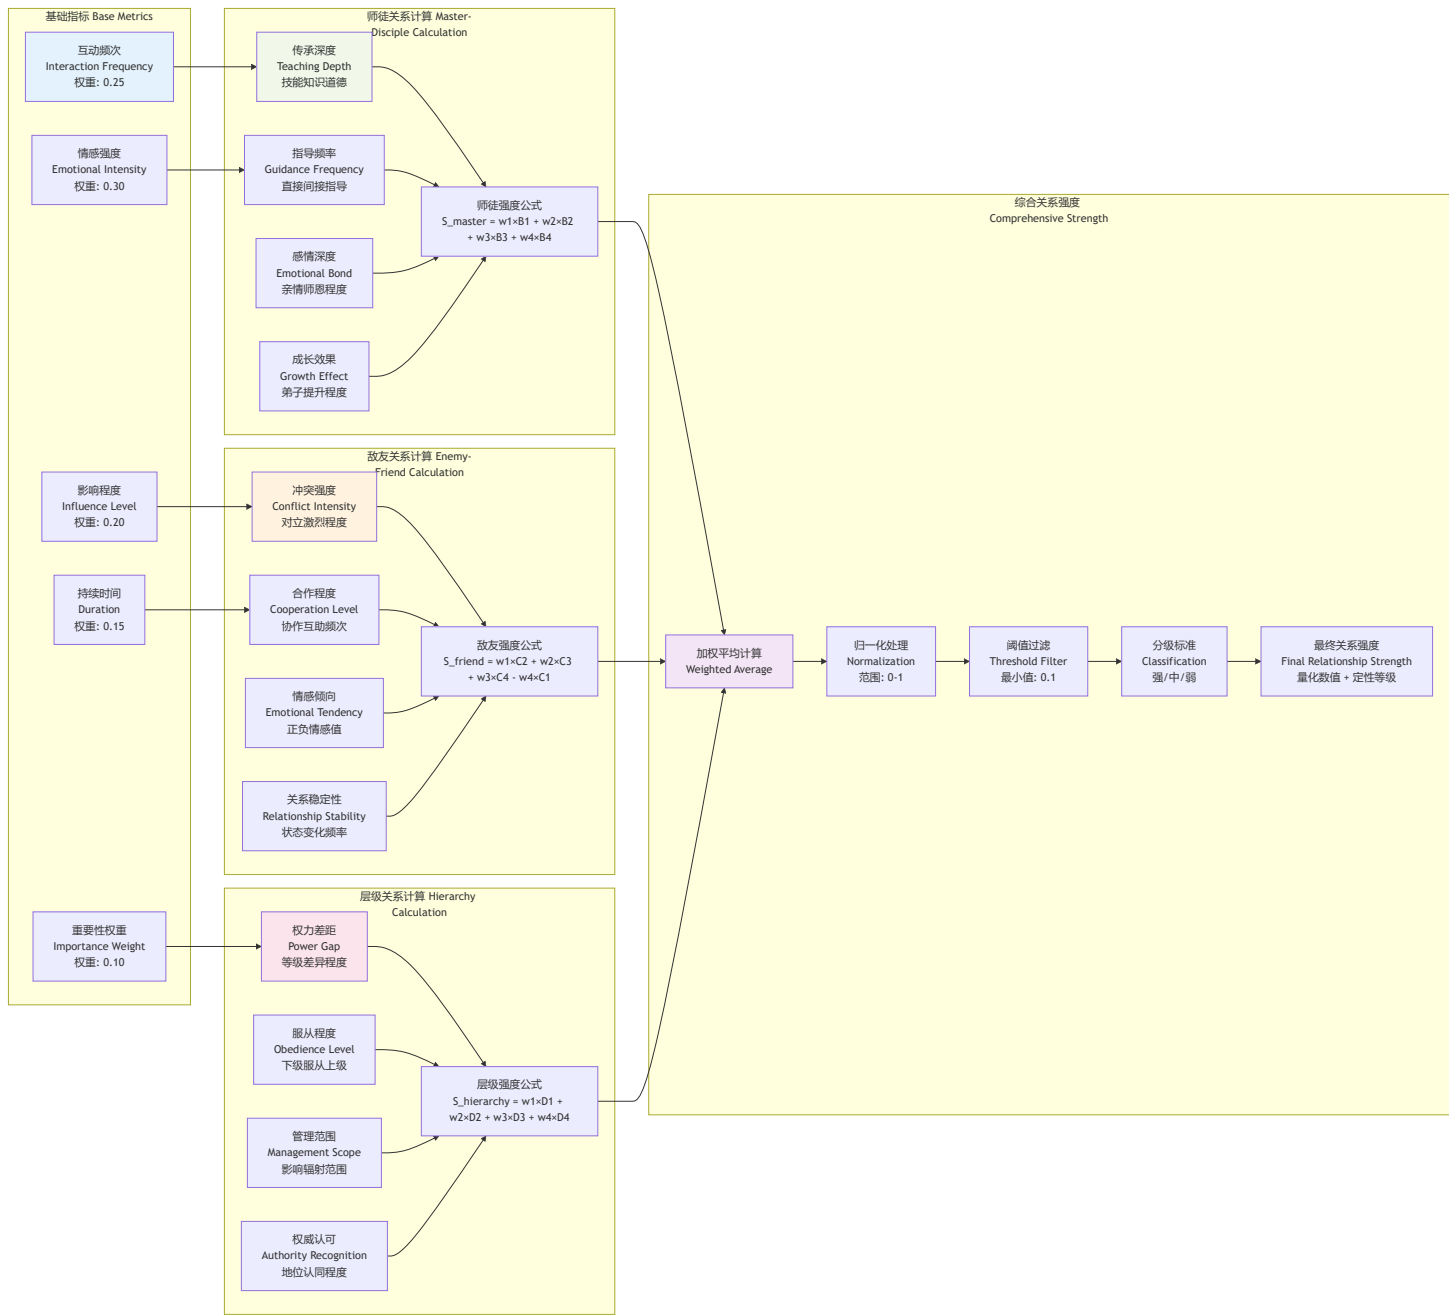 基础指标 Base Metrics
互动频次
Interaction Frequency
权重: 0.25
情感强度
Emotional Intensity
权重: 0.30
影响程度
Influence Level
权重: 0.20
持续时间
Duration
权重: 0.15
重要性权重
Importance Weight
权重: 0.10
师徒关系计算 Master-
Disciple Calculation
传承深度
Teaching Depth
技能知识道德
指导频率
Guidance Frequency
直接间接指导
感情深度
Emotional Bond
亲情师恩程度
成长效果
Growth Effect
弟子提升程度
师徒强度公式
S_master = w1×B1 + w2×B2
+ w3×B3 + w4×B4
敌友关系计算 Enemy-
Friend Calculation
冲突强度
Conflict Intensity
对立激烈程度
合作程度
Cooperation Level
协作互助频次
情感倾向
Emotional Tendency
正负情感值
关系稳定性
Relationship Stability
状态变化频率
敌友强度公式
S_friend = w1×C2 + w2×C3
+ w3×C4 - w4×C1
层级关系计算 Hierarchy
Calculation
权力差距
Power Gap
等级差异程度
服从程度
Obedience Level
下级服从上级
管理范围
Management Scope
影响辐射范围
权威认可
Authority Recognition
地位认同程度
层级强度公式
S_hierarchy = w1×D1 +
w2×D2 + w3×D3 + w4×D4
综合关系强度
Comprehensive Strength
加权平均计算
Weighted Average
归一化处理
Normalization
范围: 0-1
阈值过滤
Threshold Filter
最小值: 0.1
分级标准
Classification
强/中/弱
最终关系强度
Final Relationship Strength
量化数值 + 定性等级